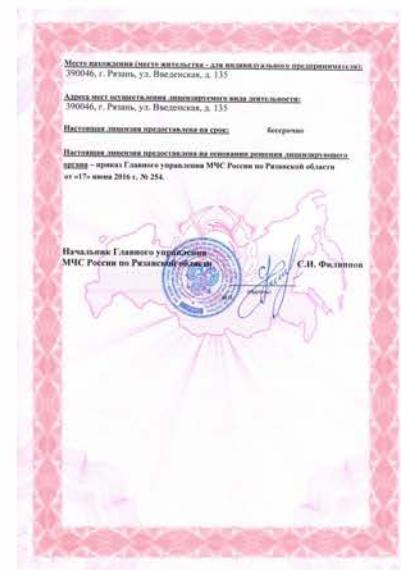 Место нахождения (место жительства - для индивидуального предпринимателя):
390046, г. Рязань, ул. Введенская, д. 135
Адреса мест осуществления лицензируемого вида деятельности:
390046, г. Рязань, ул. Введенская, д. 135
Настоящая лицензия предоставлена на срок: бессрочно
Настоящая лицензия предоставлена на основании решения лицензирующего
органа – приказ Главного управления МЧС России по Рязанской области
от «17» июня 2016 г. № 254.
Начальник Главного управления
МЧС России по Рязанской области С.И. Филиппов
М.П.